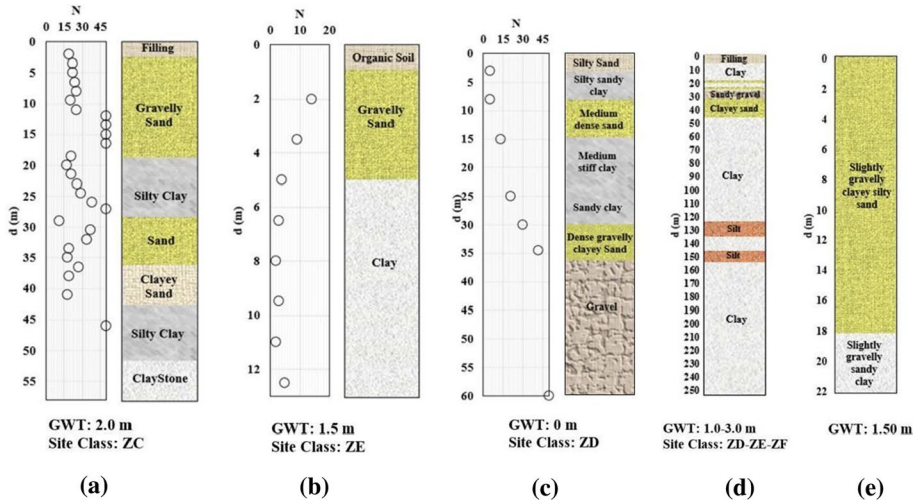 N
0 15 30 45
0
5
10
15
20
25
30
35
40
45
50
55
d (m)
Filling
Gravelly
Sand
Silty Clay
Sand
Clayey
Sand
Silty Clay
ClayStone
GWT: 2.0 m
Site Class: ZC
(a)
N
0 10 20
0
2
4
6
8
10
12
d (m)
Organic Soil
Gravelly
Sand
Clay
GWT: 1.5 m
Site Class: ZE
(b)
N
0 15 30 45
0
10
20
30
40
50
60
d (m)
Silty Sand
Silty sandy
clay
Medium
dense sand
Medium
stiff clay
Sandy clay
Dense gravelly
clayey Sand
Gravel
GWT: 0 m
Site Class: ZD
(c)
0
10
20
30
40
50
60
70
80
90
100
110
120
130
140
150
160
170
180
190
200
210
220
230
240
250
d (m)
Filling
Clay
Sandy gravel
Clayey sand
Clay
Silt
Silt
Clay
GWT: 1.0-3.0 m
Site Class: ZD-ZE-ZF
(d)
0
2
4
6
8
10
12
14
16
18
20
22
d (m)
Slightly
gravelly
clayey silty
sand
Slightly
gravelly
sandy
clay
GWT: 1.50 m
(e)